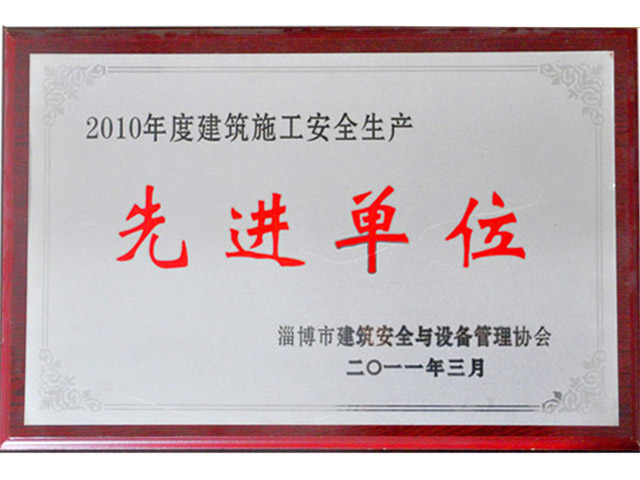 2010年度建筑施工安全生产
先进单位
淄博市建筑安全与设备管理协会
二〇一一年三月